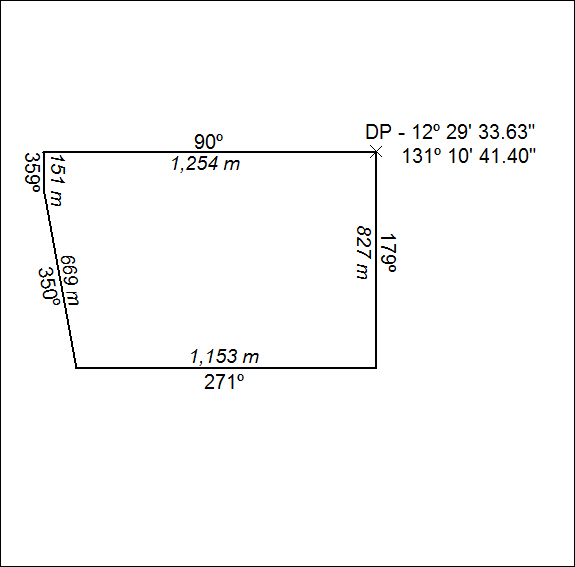 DP - 12º 29' 33.63"
131º 10' 41.40"
90º
1,254 m
359º
151 m
179º
827 m
669 m
350º
1,153 m
271º